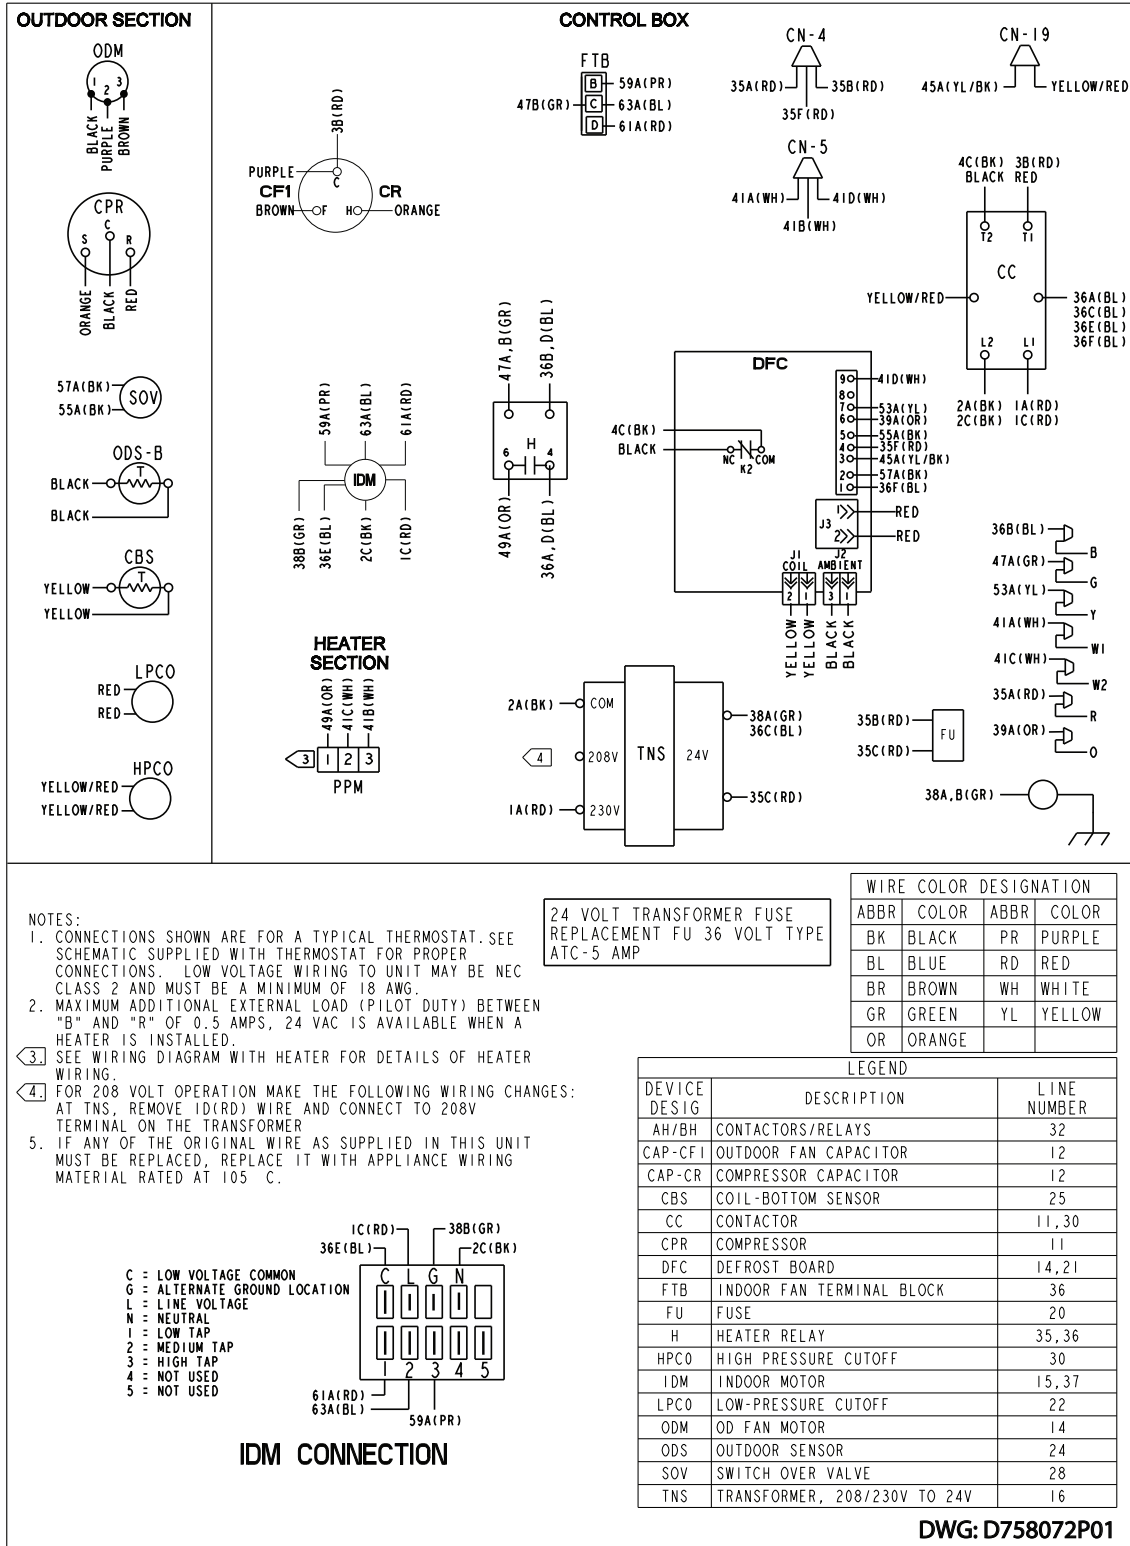 OUTDOOR SECTION
CONTROL BOX
ODM
1 2 3
BLACK
PURPLE
BROWN
CPR
C
S
R
ORANGE
BLACK
RED
57A(BK)
55A(BK)
SOV
ODS-B
T
BLACK
BLACK
CBS
T
YELLOW
YELLOW
LPCO
RED
RED
HPCO
YELLOW/RED
YELLOW/RED
3B(RD)
PURPLE
C
CF1
CR
BROWN
F
H
ORANGE
FTB
B
59A(PR)
47B(GR)
C
63A(BL)
D
61A(RD)
CN-4
35A(RD)
35B(RD)
35F(RD)
CN-19
45A(YL/BK)
YELLOW/RED
CN-5
41A(WH)
41D(WH)
41B(WH)
4C(BK) 3B(RD)
BLACK RED
T2 T1
CC
YELLOW/RED
36A(BL)
36C(BL)
36E(BL)
36F(BL)
L2 L1
2A(BK) 1A(RD)
2C(BK) 1C(RD)
47A,B(GR)
36B,D(BL)
H
6
4
49A(OR)
36A,D(BL)
59A(PR)
63A(BL)
61A(RD)
IDM
38B(GR)
36E(BL)
2C(BK)
1C(RD)
DFC
4C(BK)
BLACK
NC
K2
COM
9 41D(WH)
8
7 53A(YL)
6 39A(OR)
5 55A(BK)
4 35F(RD)
3 45A(YL/BK)
2 57A(BK)
1 36F(BL)
J3
1 RED
2 RED
J1
COIL
J2
AMBIENT
2 1 3 1
YELLOW
YELLOW
BLACK
BLACK
36B(BL)
B
47A(GR)
G
53A(YL)
Y
41A(WH)
W1
41C(WH)
W2
35A(RD)
R
39A(OR)
O
HEATER
SECTION
49A(OR)
41C(WH)
41B(WH)
3 1 2 3
PPM
2A(BK)
COM
4
208V
TNS
24V
1A(RD)
230V
38A(GR)
36C(BL)
35C(RD)
35B(RD)
35C(RD)
FU
38A,B(GR)
NOTES:
1. CONNECTIONS SHOWN ARE FOR A TYPICAL THERMOSTAT. SEE
SCHEMATIC SUPPLIED WITH THERMOSTAT FOR PROPER
CONNECTIONS. LOW VOLTAGE WIRING TO UNIT MAY BE NEC
CLASS 2 AND MUST BE A MINIMUM OF 18 AWG.
2. MAXIMUM ADDITIONAL EXTERNAL LOAD (PILOT DUTY) BETWEEN
"B" AND "R" OF 0.5 AMPS, 24 VAC IS AVAILABLE WHEN A
HEATER IS INSTALLED.
3. SEE WIRING DIAGRAM WITH HEATER FOR DETAILS OF HEATER
WIRING.
4. FOR 208 VOLT OPERATION MAKE THE FOLLOWING WIRING CHANGES:
AT TNS, REMOVE 1D(RD) WIRE AND CONNECT TO 208V
TERMINAL ON THE TRANSFORMER
5. IF ANY OF THE ORIGINAL WIRE AS SUPPLIED IN THIS UNIT
MUST BE REPLACED, REPLACE IT WITH APPLIANCE WIRING
MATERIAL RATED AT 105 C.
24 VOLT TRANSFORMER FUSE
REPLACEMENT FU 36 VOLT TYPE
ATC-5 AMP
WIRE COLOR DESIGNATION
ABBR COLOR ABBR COLOR
BK BLACK PR PURPLE
BL BLUE RD RED
BR BROWN WH WHITE
GR GREEN YL YELLOW
OR ORANGE
LEGEND
DEVICE DESIG DESCRIPTION LINE NUMBER
AH/BH CONTACTORS/RELAYS 32
CAP-CF1 OUTDOOR FAN CAPACITOR 12
CAP-CR COMPRESSOR CAPACITOR 12
CBS COIL-BOTTOM SENSOR 25
CC CONTACTOR 11,30
CPR COMPRESSOR 11
DFC DEFROST BOARD 14,21
FTB INDOOR FAN TERMINAL BLOCK 36
FU FUSE 20
H HEATER RELAY 35,36
HPCO HIGH PRESSURE CUTOFF 30
IDM INDOOR MOTOR 15,37
LPCO LOW-PRESSURE CUTOFF 22
ODM OD FAN MOTOR 14
ODS OUTDOOR SENSOR 24
SOV SWITCH OVER VALVE 28
TNS TRANSFORMER, 208/230V TO 24V 16
C = LOW VOLTAGE COMMON
G = ALTERNATE GROUND LOCATION
L = LINE VOLTAGE
N = NEUTRAL
1 = LOW TAP
2 = MEDIUM TAP
3 = HIGH TAP
4 = NOT USED
5 = NOT USED
1C(RD)
38B(GR)
36E(BL)
2C(BK)
C L G N
1 2 3 4 5
61A(RD)
63A(BL)
59A(PR)
IDM CONNECTION
DWG: D758072P01